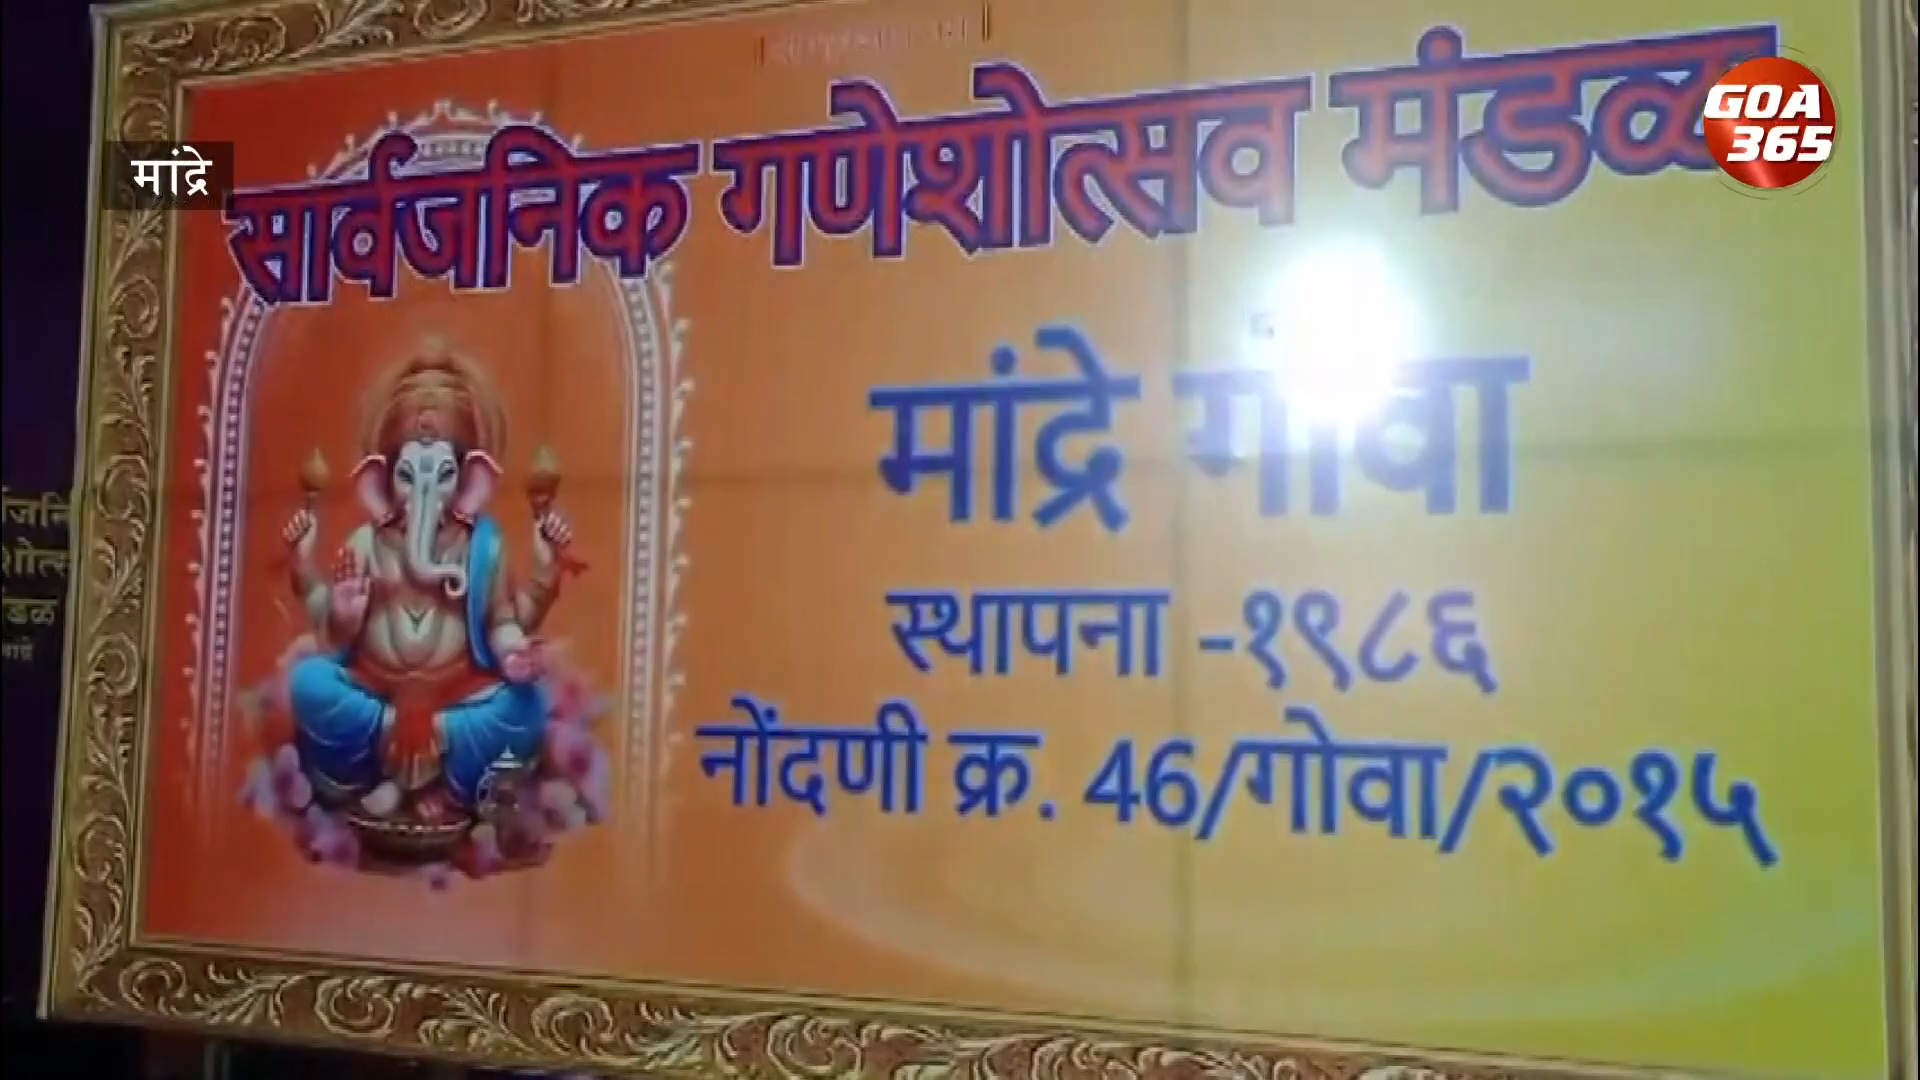 सार्वजनिक गणेशोत्सव मंडळ
GOA
365
मांद्रे
मांद्रे गोवा
स्थापना -१९८६
नोंदणी क्र. 46/गोवा/२०१५